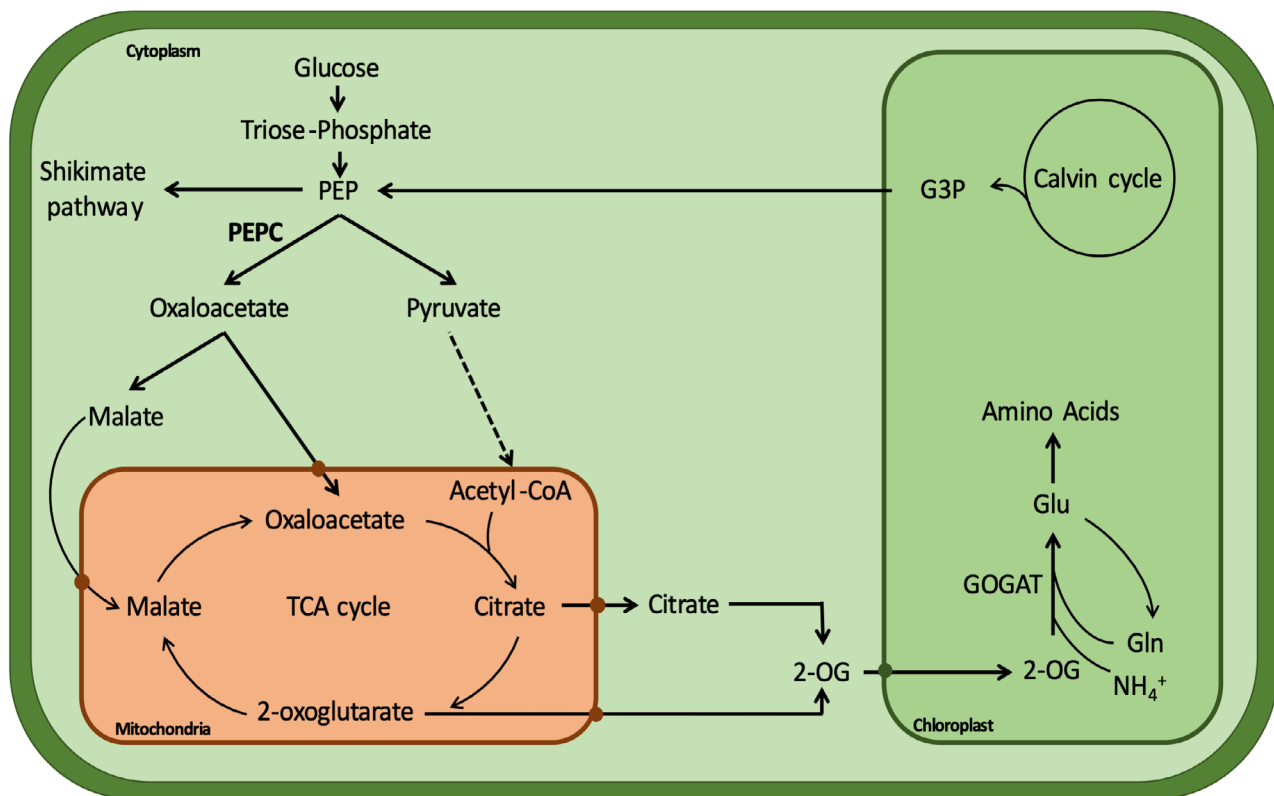 Cytoplasm
Glucose
Triose-Phosphate
Shikimate
pathway
PEP
G3P
Calvin cycle
PEPC
Oxaloacetate
Pyruvate
Malate
Amino Acids
Acetyl-CoA
Glu
Oxaloacetate
GOGAT
Malate
TCA cycle
Citrate
Citrate
Gln
2-OG
2-OG
NH₄⁺
2-oxoglutarate
Mitochondria
Chloroplast